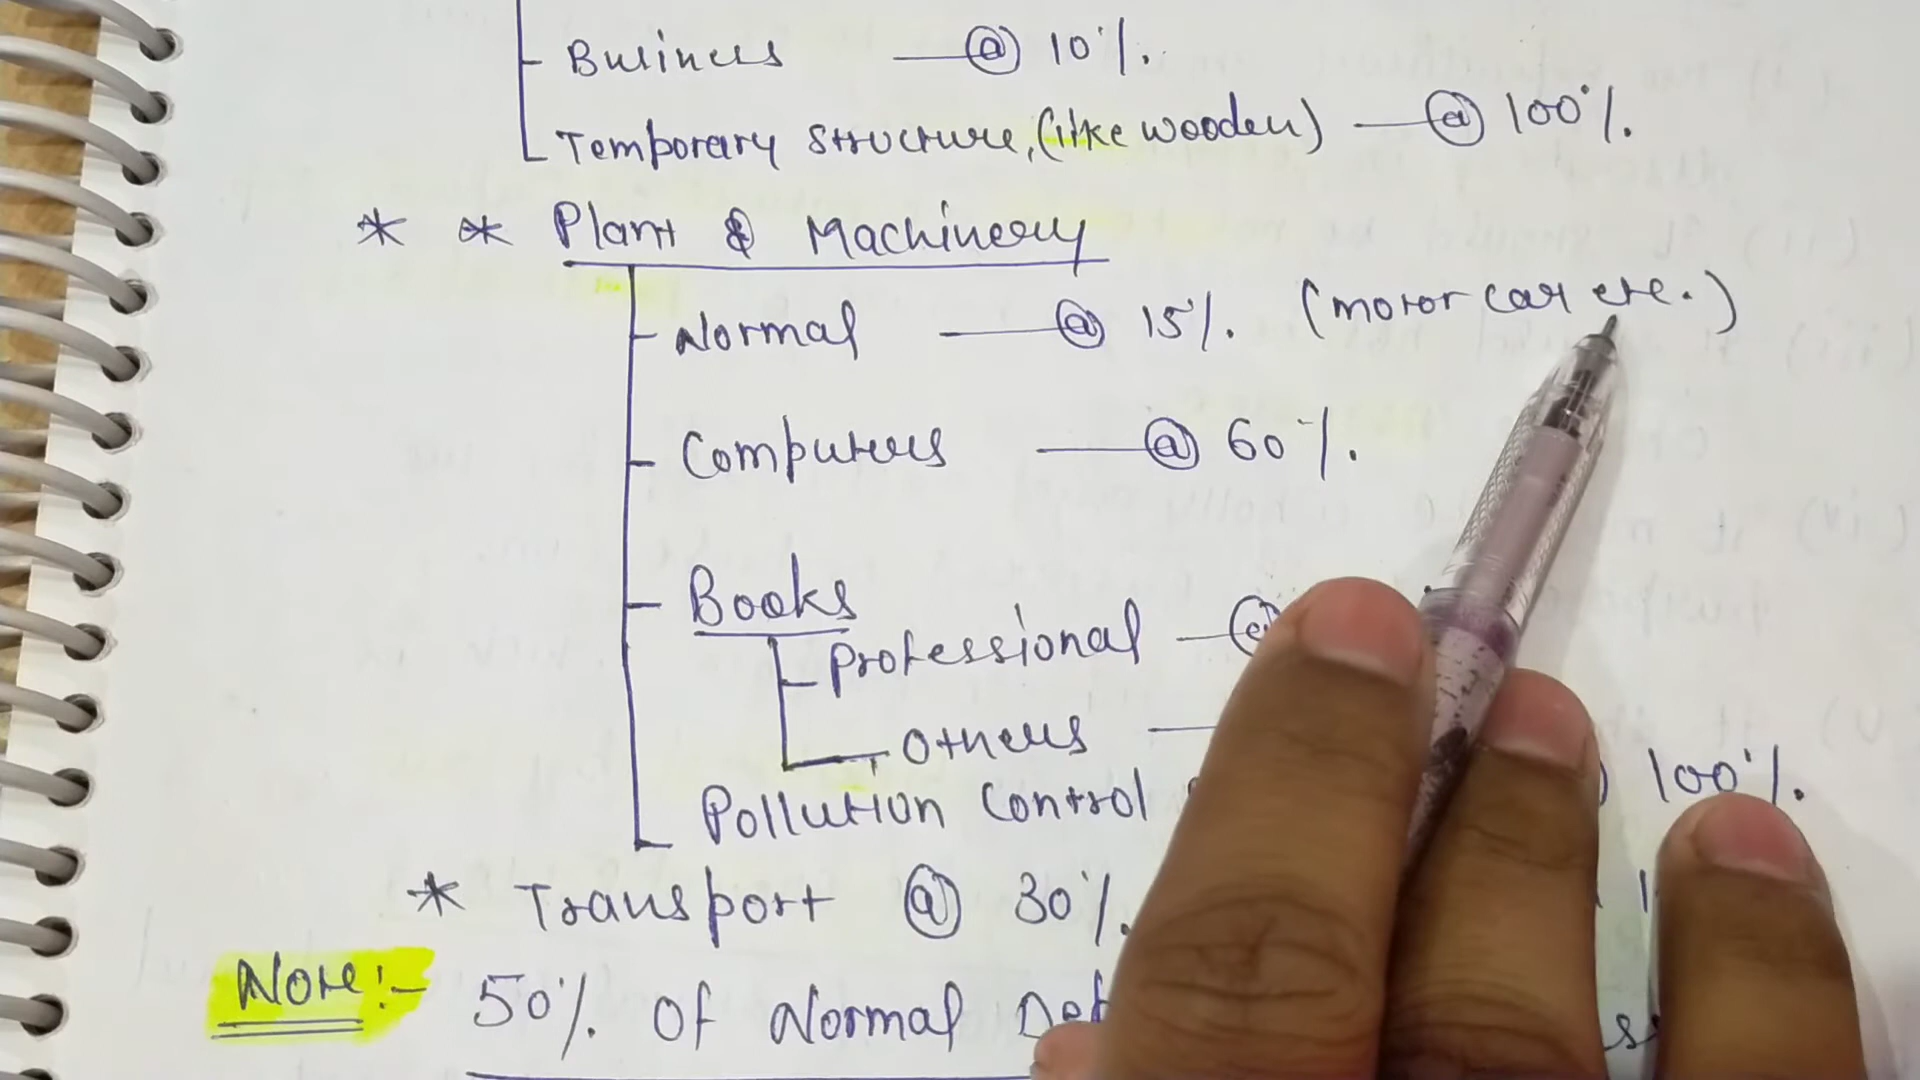 Business — @ 10%.
Temporary Structure, (like wooden) — @ 100%.
* * Plant & Machinery
Normal — @ 15%. (motor car etc.)
Computers — @ 60%.
Books
Professional — @
Others —
Pollution Control 100%.
* Transport @ 30%.
Note:-
50% of Normal